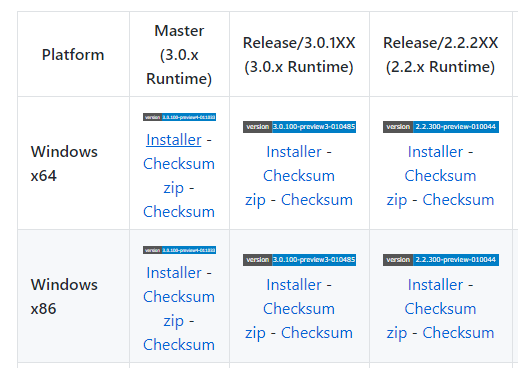 Platform
Master
(3.0.x
Runtime)
Release/3.0.1XX
(3.0.x Runtime)
Release/2.2.2XX
(2.2.x Runtime)
Windows
x64
version
Installer -
Checksum
zip -
Checksum
version 3.0.100-preview3-010485
Installer -
Checksum
zip - Checksum
version 2.2.300-preview-010044
Installer -
Checksum
zip - Checksum
Windows
x86
version
Installer -
Checksum
zip -
Checksum
version 3.0.100-preview3-010485
Installer -
Checksum
zip - Checksum
version 2.2.300-preview-010044
Installer -
Checksum
zip - Checksum